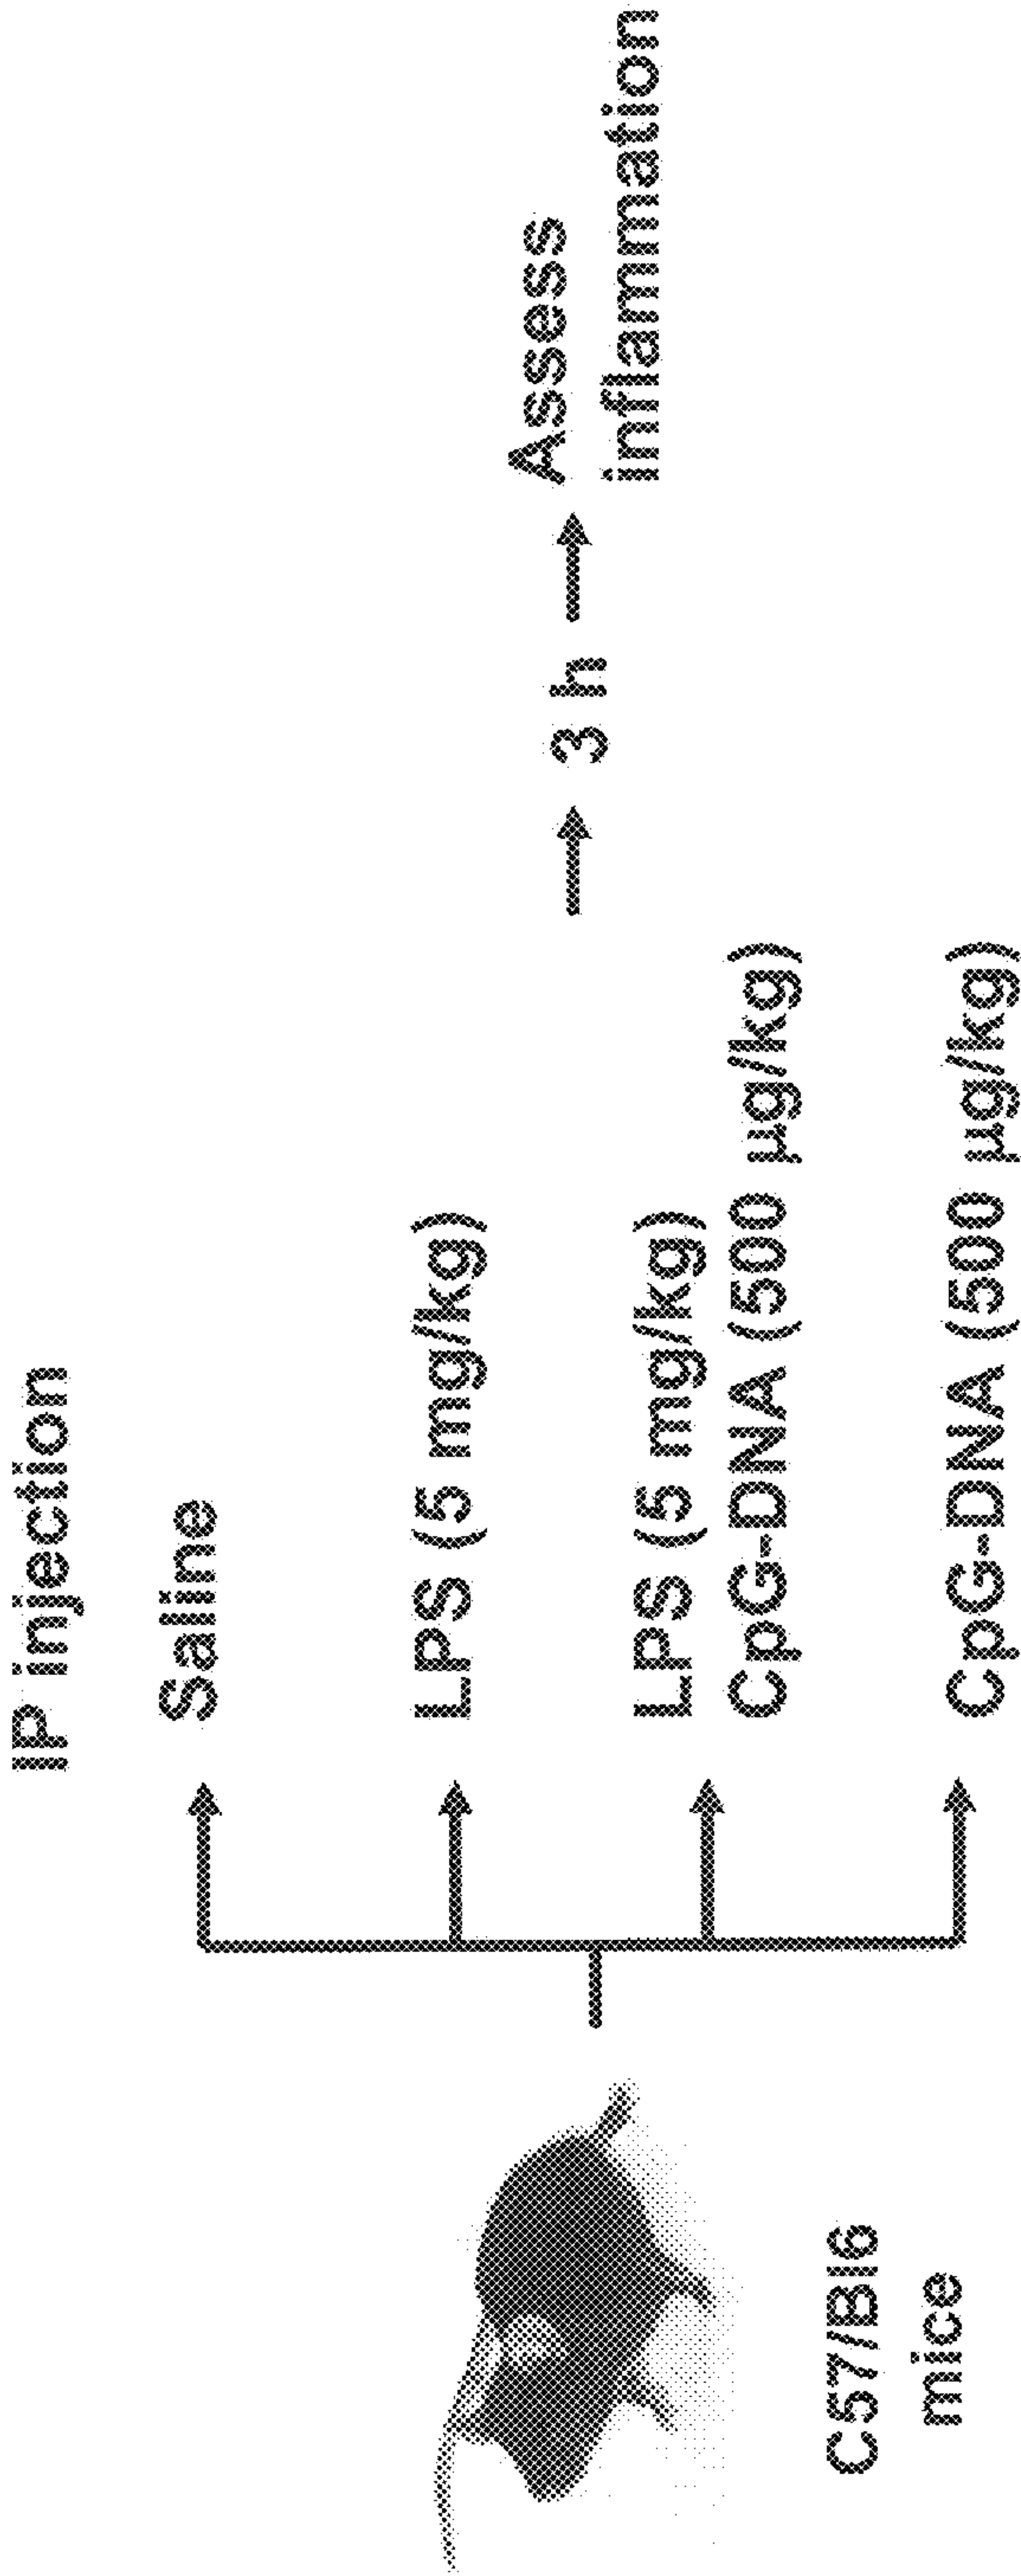 IP injection
Saline
LPS (5 mg/kg)
LPS (5 mg/kg)
CpG-DNA (500 µg/kg)
CpG-DNA (500 µg/kg)
C57/Bl6
mice
3 h
Assess
inflammation